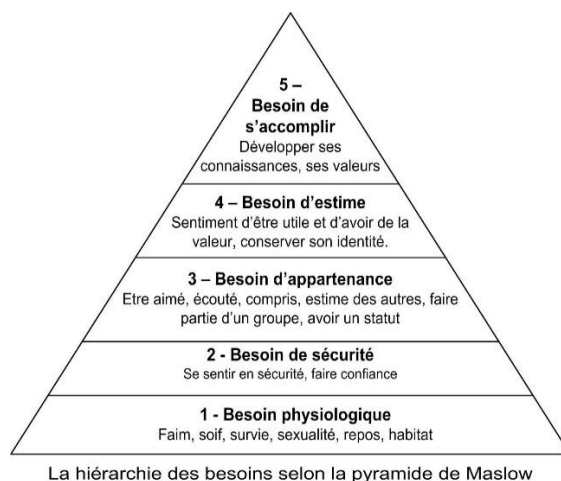 5 –
Besoin de
s'accomplir
Développer ses
connaissances, ses valeurs
4 – Besoin d'estime
Sentiment d'être utile et d'avoir de la
valeur, conserver son identité.
3 – Besoin d'appartenance
Etre aimé, écouté, compris, estime des autres, faire
partie d'un groupe, avoir un statut
2 - Besoin de sécurité
Se sentir en sécurité, faire confiance
1 - Besoin physiologique
Faim, soif, survie, sexualité, repos, habitat
La hiérarchie des besoins selon la pyramide de Maslow